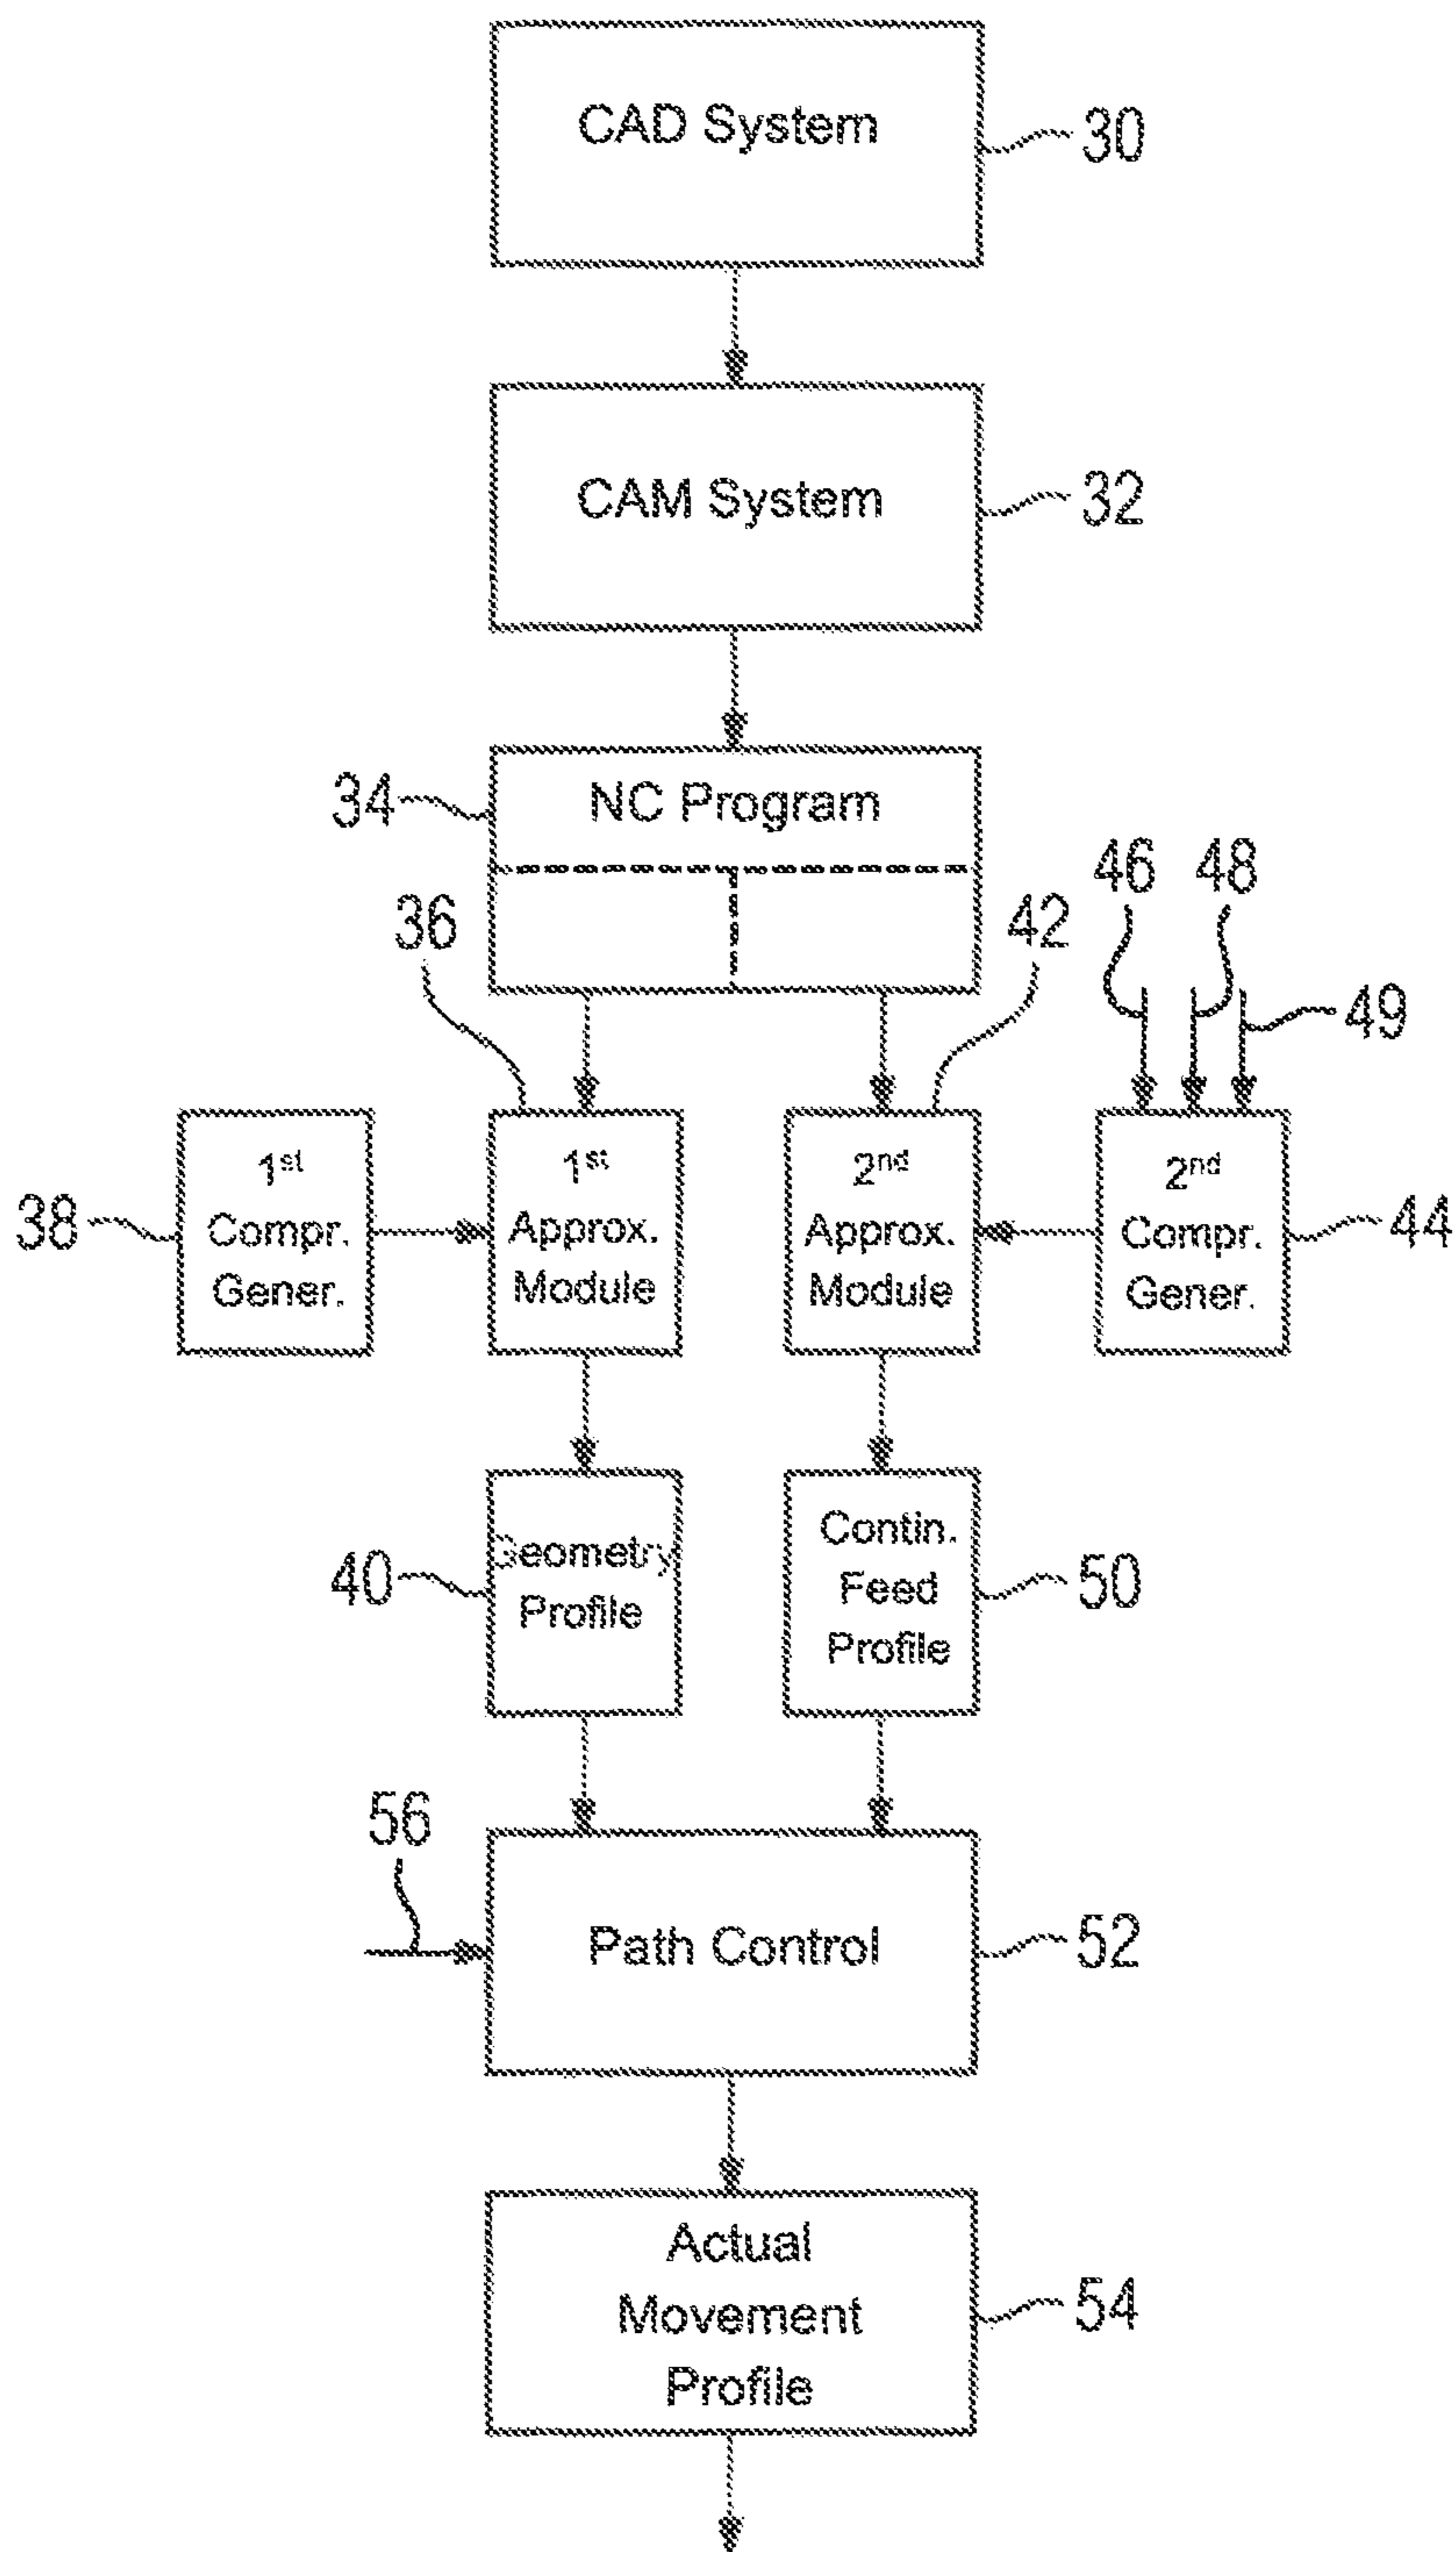 CAD System
30
CAM System
32
34
NC Program
36
42
46
48
49
38
1st
Compr.
Gener.
1st
Approx.
Module
2nd
Approx.
Module
2nd
Compr.
Gener.
44
40
Geometry
Profile
Contin.
Feed
Profile
50
56
Path Control
52
Actual
Movement
Profile
54